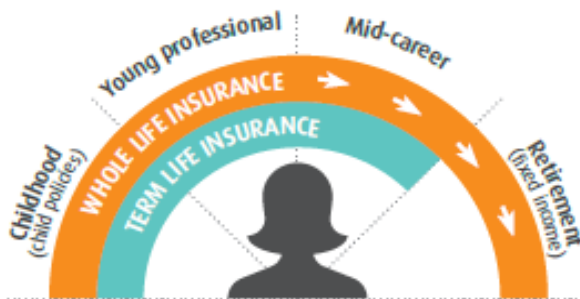 Young professional
Mid-career
Childhood
(child policies)
WHOLE LIFE INSURANCE
TERM LIFE INSURANCE
Retirement
(fixed income)